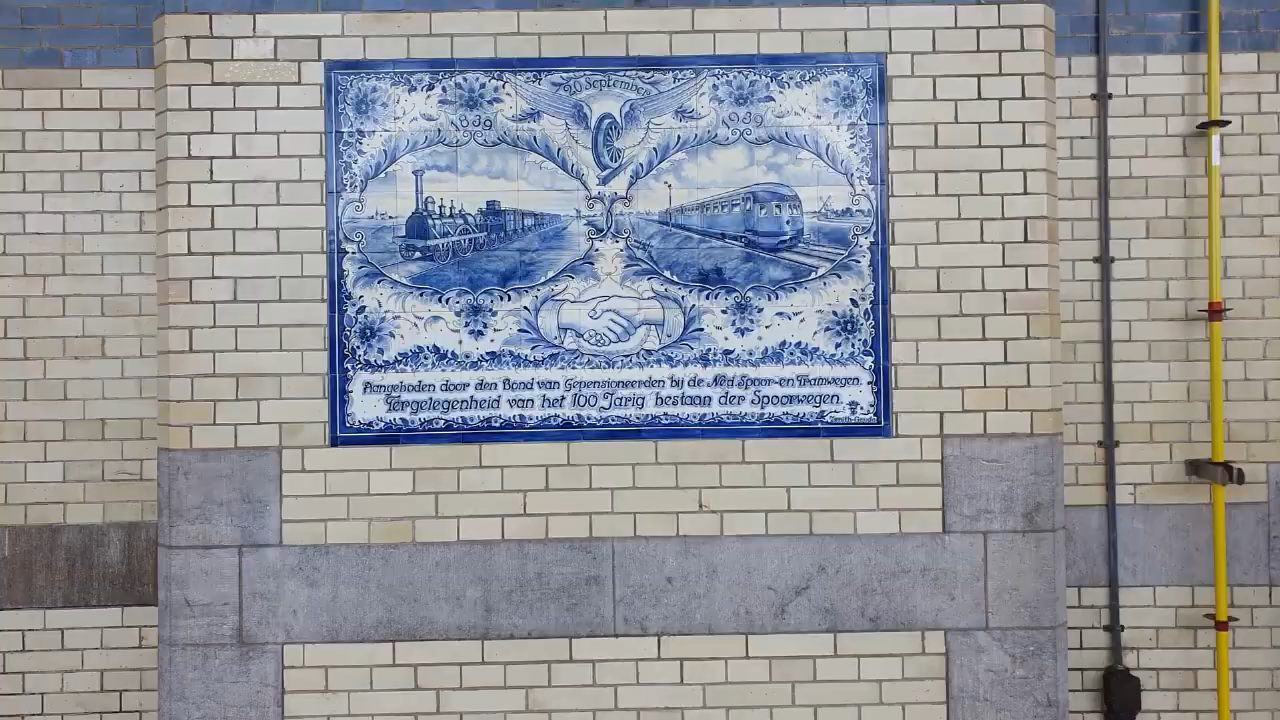 20 September
1839
1939
Aangeboden door den Bond van Gepensioneerden bij de Ned. Spoor-en Tramwegen.
Tergelegenheid van het 100 Jarig bestaan der Spoorwegen.